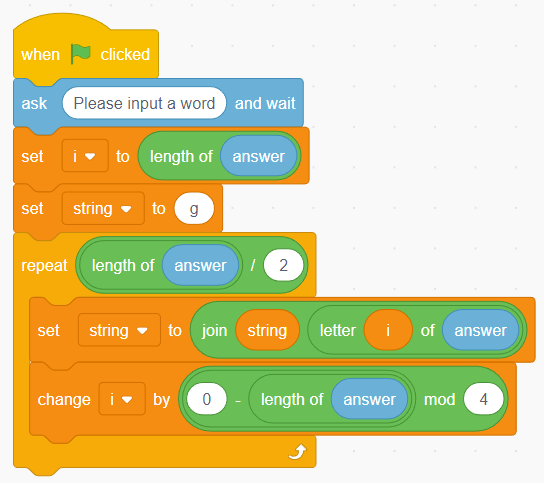 when clicked
ask Please input a word and wait
set i to length of answer
set string to g
repeat length of answer / 2
set string to join string letter i of answer
change i by 0 - length of answer mod 4